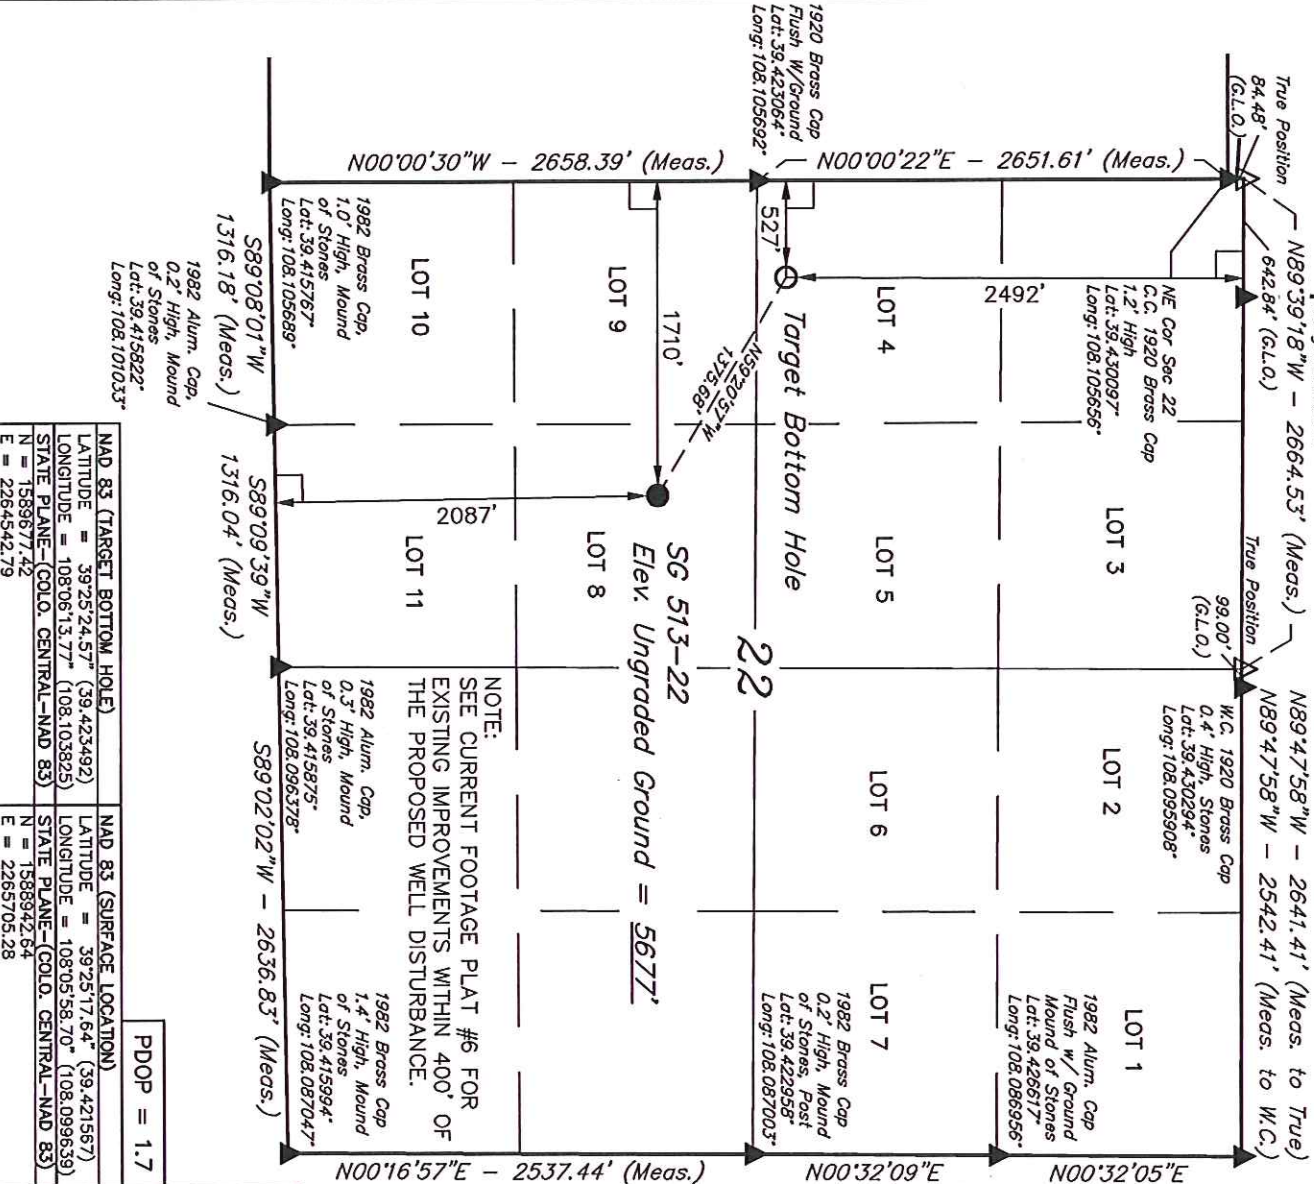 True Position
84.48'
(G.L.O.)
N89°39'18"W - 2664.53' (Meas.)
642.84' (G.L.O.)
True Position
99.00'
(G.L.O.)
N89°47'58"W - 2641.41' (Meas. to True)
N89°47'58"W - 2542.41' (Meas. to W.C.)
1920 Brass Cap
Flush W/Ground
Lat: 39.423064°
Long: 108.105692°
N00°00'30"W - 2658.39' (Meas.)
N00°00'22"E - 2651.61' (Meas.)
NE Cor Sec 22
C.C. 1920 Brass Cap
1.2' High
Lat: 39.430097°
Long: 108.105656°
W.C. 1920 Brass Cap
0.4' High, Stones
Lat: 39.430294°
Long: 108.095908°
2492'
527'
Target Bottom Hole
LOT 4
LOT 3
LOT 2
LOT 1
LOT 5
LOT 6
LOT 7
1982 Alum. Cap
Flush w/ Ground
Mound of Stones
Lat: 39.426617°
Long: 108.086956°
N59°20'57"W
1375.68'
1710'
22
1982 Brass Cap
0.2' High, Mound
of Stones, Post
Lat: 39.422958°
Long: 108.087003°
LOT 9
LOT 8
SG 513-22
Elev. Ungraded Ground = 5677'
LOT 10
LOT 11
2087'
NOTE:
SEE CURRENT FOOTAGE PLAT #6 FOR
EXISTING IMPROVEMENTS WITHIN 400' OF
THE PROPOSED WELL DISTURBANCE.
1982 Brass Cap,
1.0' High, Mound
of Stones
Lat: 39.415767°
Long: 108.105689°
1982 Alum. Cap,
0.3' High, Mound
of Stones
Lat: 39.415875°
Long: 108.096378°
1982 Brass Cap
1.4' High, Mound
of Stones
Lat: 39.415994°
Long: 108.087047°
S89°08'01"W
1316.18' (Meas.)
S89°09'39"W
1316.04' (Meas.)
S89°02'02"W - 2636.83' (Meas.)
1982 Alum. Cap,
0.2' High, Mound
of Stones
Lat: 39.415822°
Long: 108.101033°
N00°16'57"E - 2537.44' (Meas.)
N00°32'09"E
N00°32'05"E
PDOP = 1.7
NAD 83 (TARGET BOTTOM HOLE)
LATITUDE = 39°25'24.57" (39.423492)
LONGITUDE = 108°06'13.77" (108.103825)
STATE PLANE-(COLO. CENTRAL-NAD 83)
N = 1589677.42
E = 2264542.79
NAD 83 (SURFACE LOCATION)
LATITUDE = 39°25'17.64" (39.421567)
LONGITUDE = 108°05'58.70" (108.099639)
STATE PLANE-(COLO. CENTRAL-NAD 83)
N = 1588942.64
E = 2265705.28